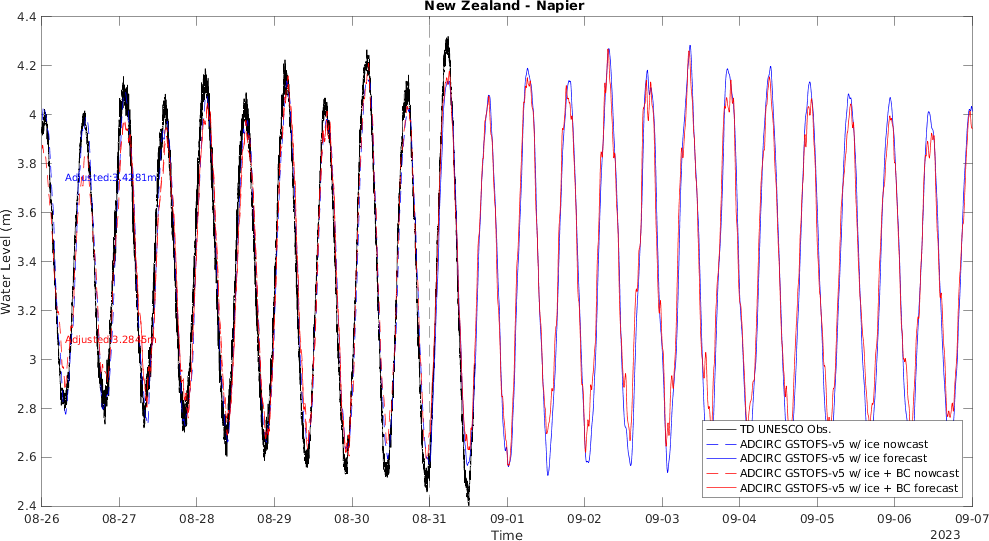 New Zealand - Napier
Water Level (m)
4.4
4.2
4
3.8
3.6
3.4
3.2
3
2.8
2.6
2.4
Adjusted:3.4281m
Adjusted:3.2845m
TD UNESCO Obs.
ADCIRC GSTOFS-v5 w/ ice nowcast
ADCIRC GSTOFS-v5 w/ ice forecast
ADCIRC GSTOFS-v5 w/ ice + BC nowcast
ADCIRC GSTOFS-v5 w/ ice + BC forecast
08-26 08-27 08-28 08-29 08-30 08-31 09-01 09-02 09-03 09-04 09-05 09-06 09-07
Time
2023